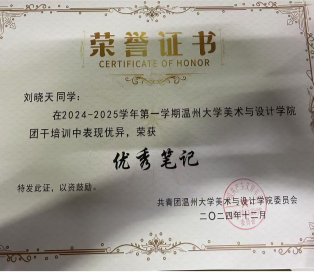 荣誉证书
CERTIFICATE OF HONOR
刘晓天同学：
在2024-2025学年第一学期温州大学美术与设计学院
团干培训中表现优异，荣获
优秀笔记
特发此证，以资鼓励。
共青团温州大学美术与设计学院委员会
二〇二四年十二月